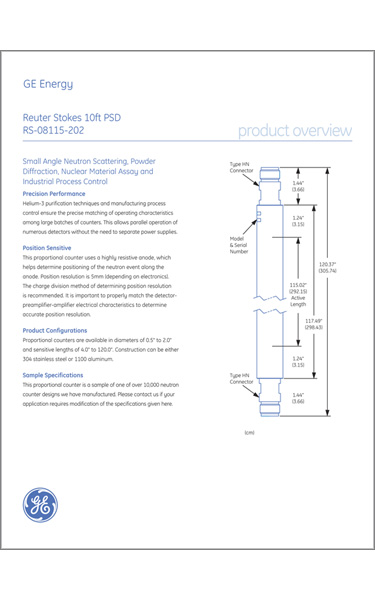 GE Energy
Reuter Stokes 10ft PSD
RS-08115-202
product overview
Small Angle Neutron Scattering, Powder
Diffraction, Nuclear Material Assay and
Industrial Process Control
Precision Performance
Helium-3 purification techniques and manufacturing process
control ensure the precise matching of operating characteristics
among large batches of counters. This allows parallel operation of
numerous detectors without the need to separate power supplies.
Position Sensitive
This proportional counter uses a highly resistive anode, which
helps determine positioning of the neutron event along the
anode. Position resolution is 5mm (depending on electronics).
The charge division method of determining position resolution
is recommended. It is important to properly match the detector-
preamplifier-amplifier electrical characteristics to determine
accurate position resolution.
Product Configurations
Proportional counters are available in diameters of 0.5" to 2.0"
and sensitive lengths of 4.0" to 120.0". Construction can be either
304 stainless steel or 1100 aluminum.
Sample Specifications
This proportional counter is a sample of one of over 10,000 neutron
counter designs we have manufactured. Please contact us if your
application requires modification of the specifications given here.
Type HN
Connector
1.44"
(3.66)
1.24"
(3.15)
Model
& Serial
Number
120.37"
(305.74)
115.02"
(292.15)
Active
Length
117.49"
(298.43)
1.24"
(3.15)
Type HN
Connector
1.44"
(3.66)
(cm)
GE